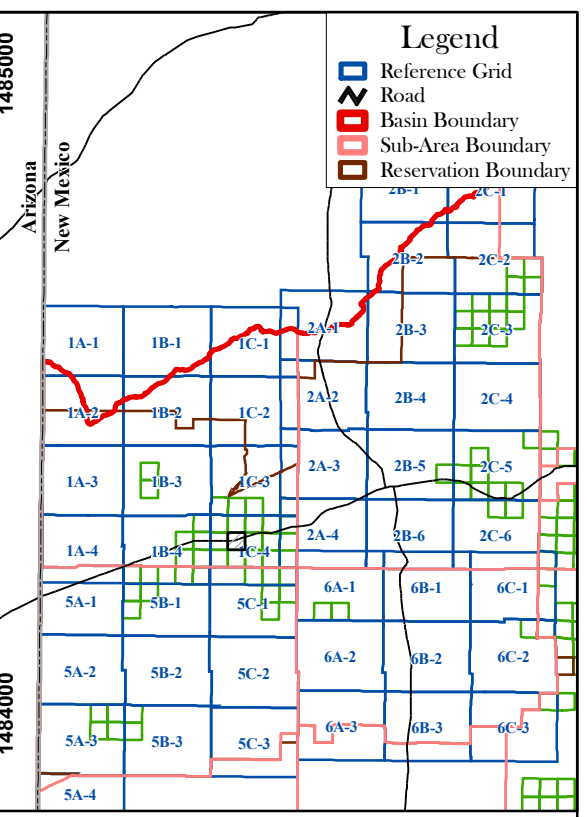 1485000
Legend
Reference Grid
Road
Basin Boundary
Sub-Area Boundary
Reservation Boundary
Arizona
New Mexico
2B-1
2C-1
2B-2
2C-2
1A-1
1B-1
1C-1
2A-1
2B-3
2C-3
1A-2
1B-2
1C-2
2A-2
2B-4
2C-4
1A-3
1B-3
1C-3
2A-3
2B-5
2C-5
1A-4
1B-4
1C-4
2A-4
2B-6
2C-6
5A-1
5B-1
5C-1
6A-1
6B-1
6C-1
5A-2
5B-2
5C-2
6A-2
6B-2
6C-2
1484000
5A-3
5B-3
5C-3
6A-3
6B-3
6C-3
5A-4